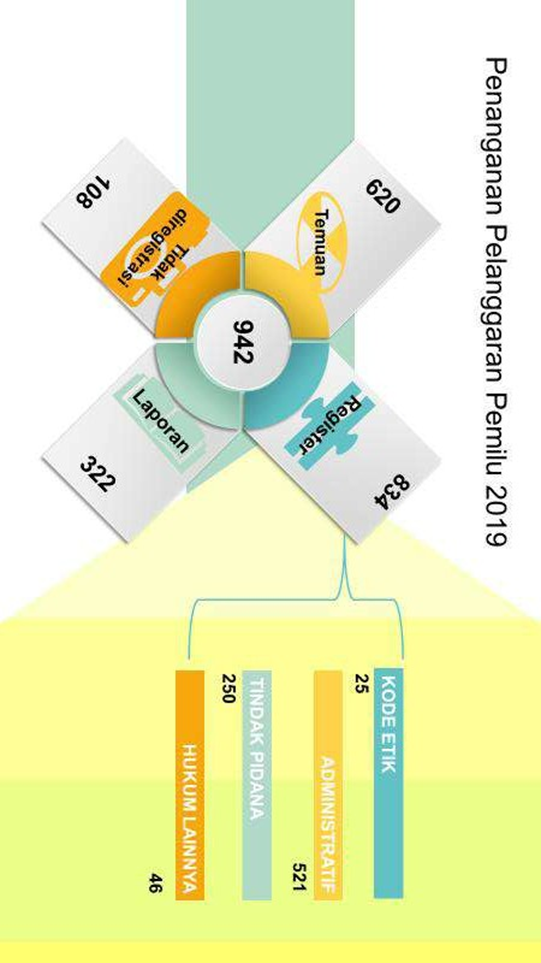 Penanganan Pelanggaran Pemilu 2019
620
Temuan
Register
834
942
108
Tidak
diregistrasi
Laporan
322
KODE ETIK
25
ADMINISTRATIF
521
TINDAK PIDANA
250
HUKUM LAINNYA
46